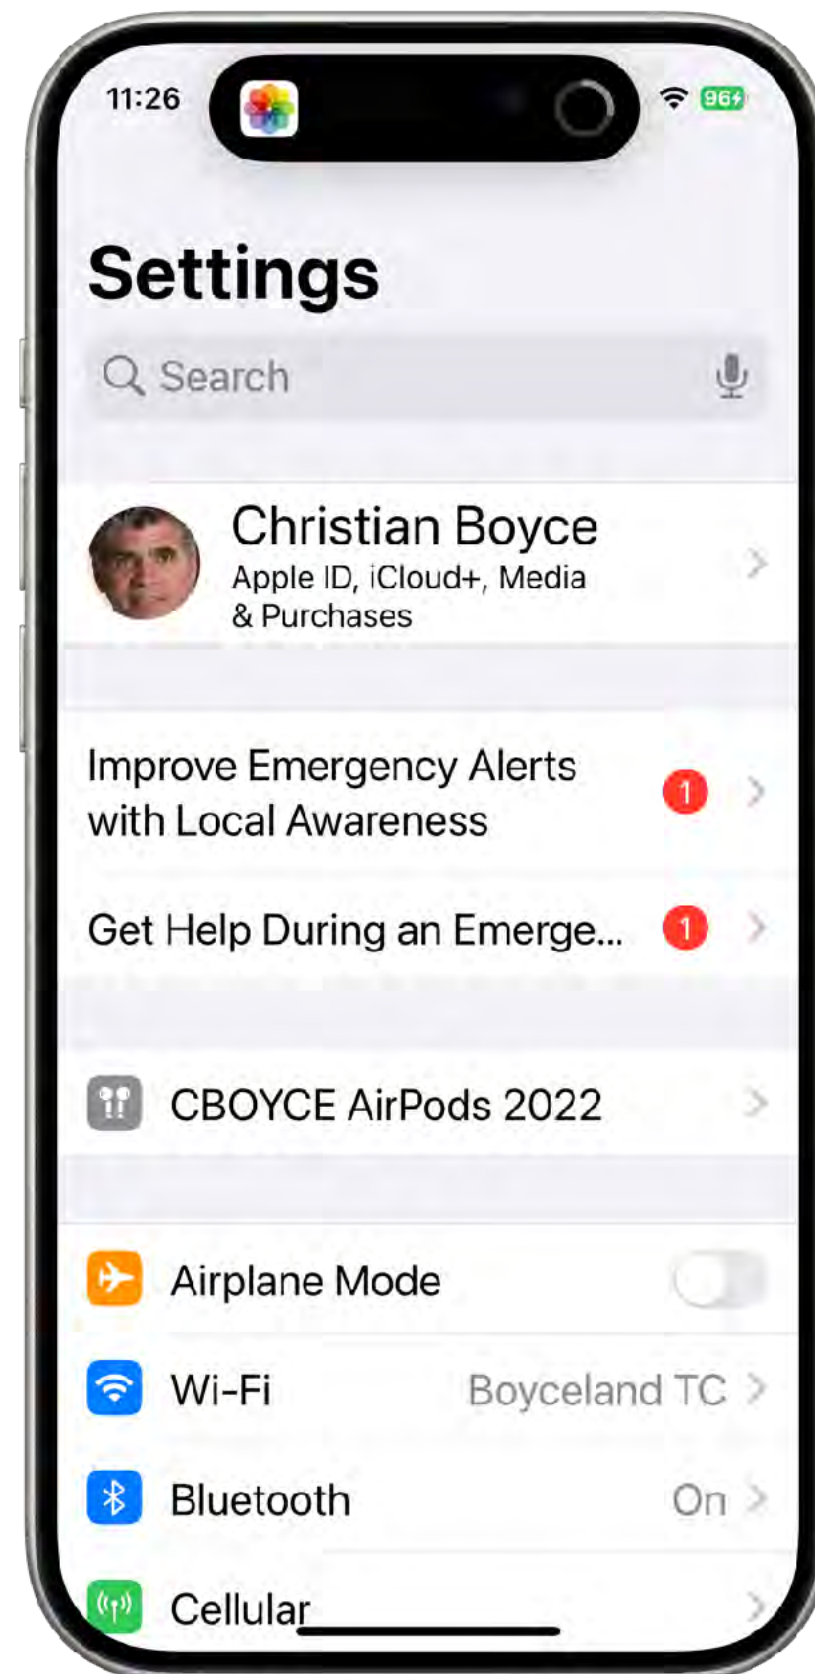 11:26
96
Settings
Search
Christian Boyce
Apple ID, iCloud+, Media
& Purchases
Improve Emergency Alerts
with Local Awareness
1
Get Help During an Emerge...
1
CBOYCE AirPods 2022
Airplane Mode
Wi-Fi
Boyceland TC
Bluetooth
On
Cellular